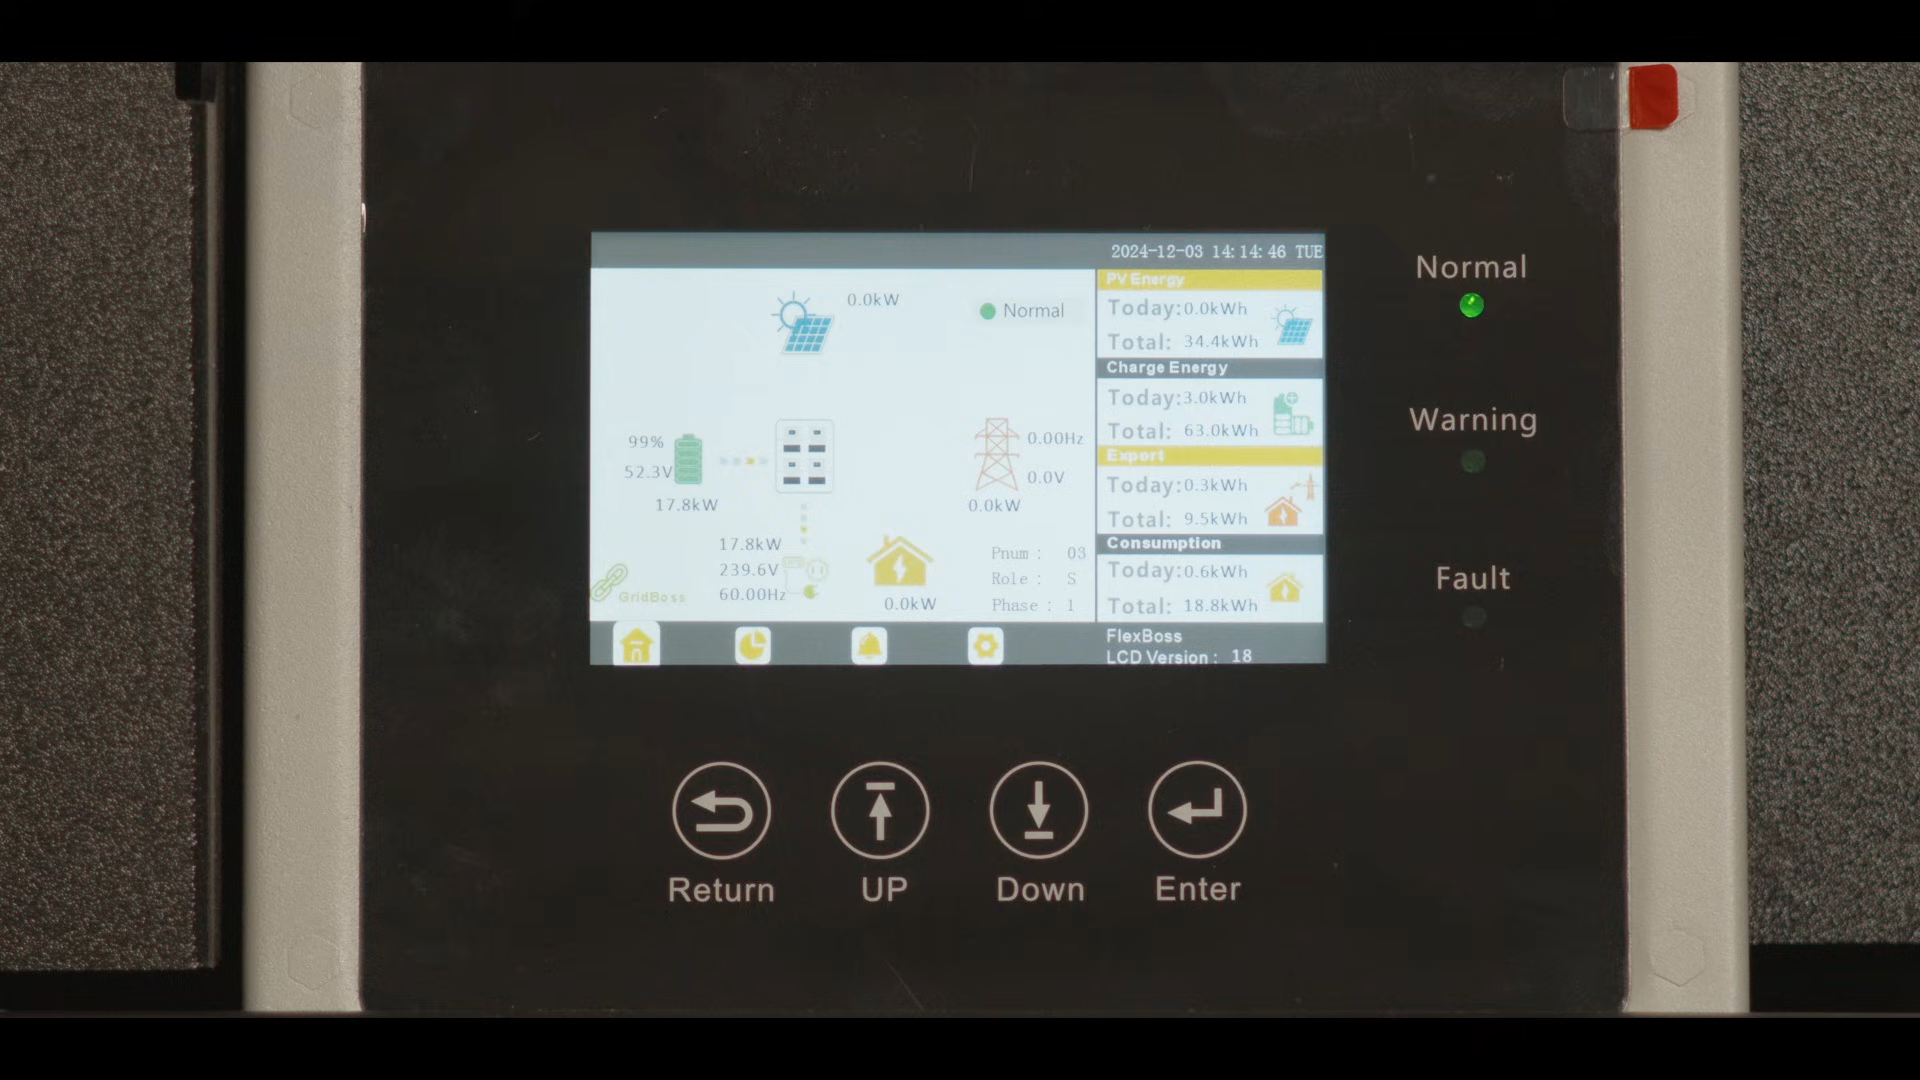 2024-12-03 14:14:46 TUE
0.0kW
Normal
99%
52.3V
17.8kW
0.00Hz
0.0V
0.0kW
17.8kW
239.6V
60.00Hz
GridBoss
0.0kW
Pnum : 03
Role : S
Phase : 1
PV Energy
Today:0.0kWh
Total: 34.4kWh
Charge Energy
Today:3.0kWh
Total: 63.0kWh
Export
Today:0.3kWh
Total: 9.5kWh
Consumption
Today:0.6kWh
Total: 18.8kWh
FlexBoss
LCD Version : 18
Normal
Warning
Fault
Return
UP
Down
Enter